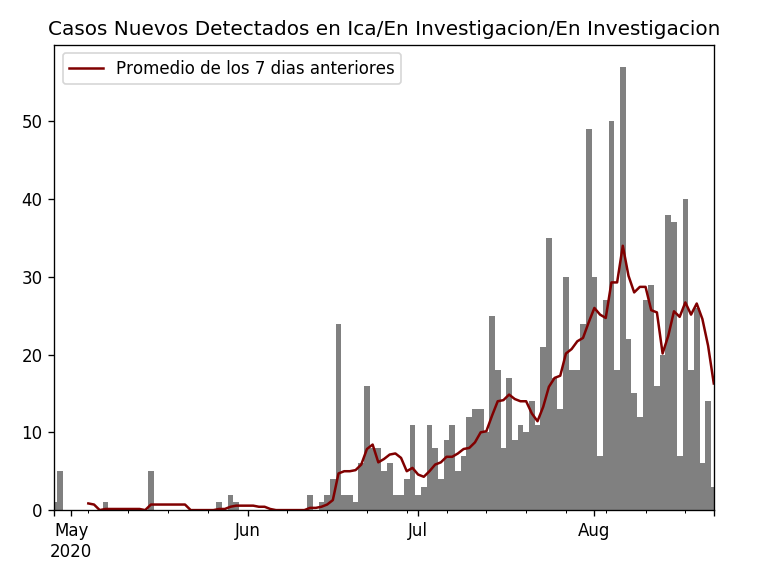 Casos Nuevos Detectados en Ica/En Investigacion/En Investigacion
Promedio de los 7 dias anteriores
50
40
30
20
10
0
May Jun Jul Aug
2020